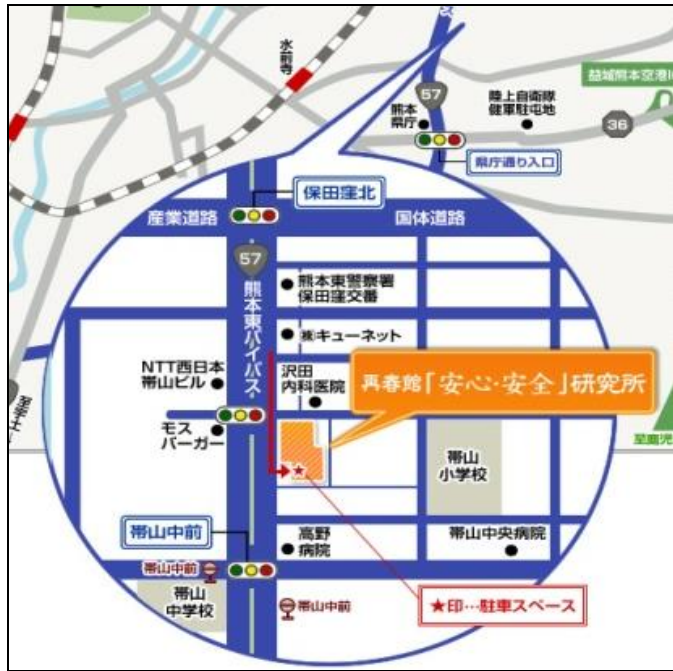 水前寺
益城熊本空港IC
57
熊本
県庁
陸上自衛隊
健軍駐屯地
36
県庁通り入口
保田窪北
産業道路
国体道路
57
熊本東バイパス
熊本東警察署
保田窪交番
㈱キューネット
NTT西日本
帯山ビル
沢田
内科医院
再春館「安心・安全」研究所
モス
バーガー
帯山
小学校
至宇土
至鹿児
帯山中前
高野
病院
帯山中央病院
帯山中前
帯山
中学校
帯山中前
★印…駐車スペース